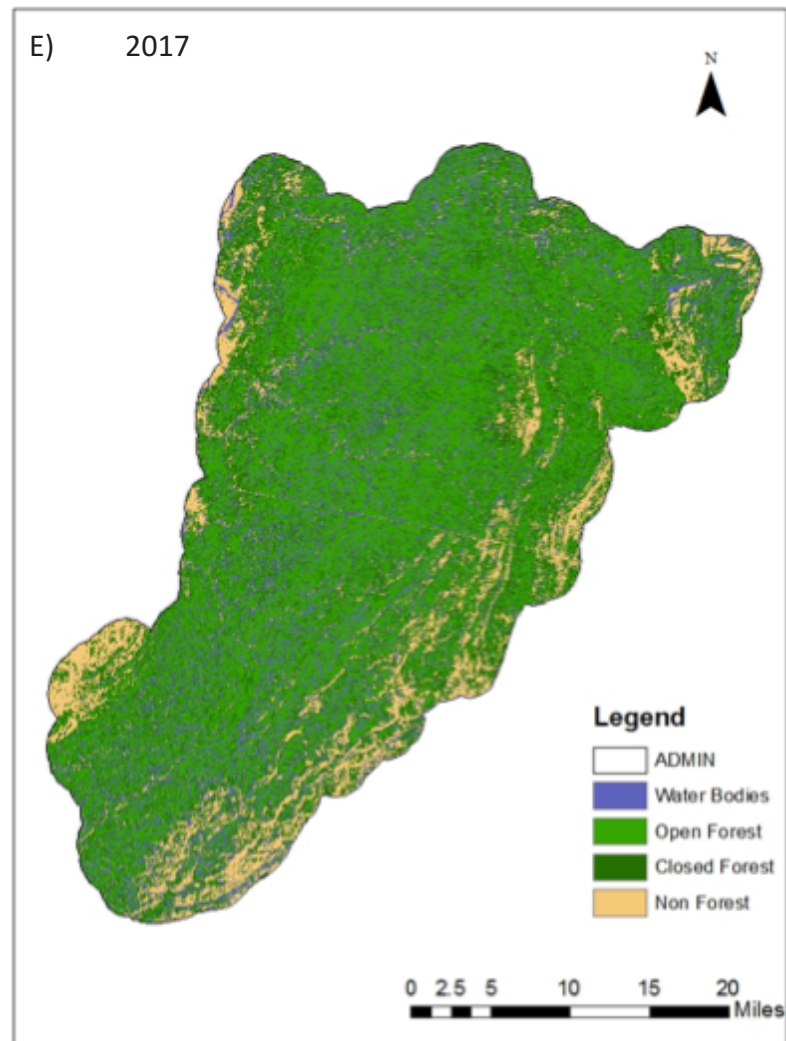 E) 2017
N
Legend
ADMIN
Water Bodies
Open Forest
Closed Forest
Non Forest
0 2.5 5 10 15 20
Miles